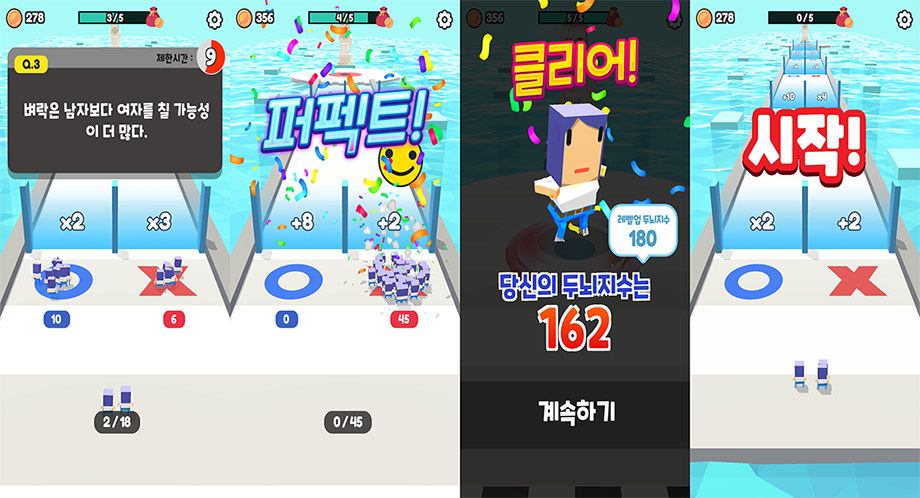 278
3/5
Q.3
제한시간 :
9
벼락은 남자보다 여자를 칠 가능성
이 더 많다.
x2
x3
10
6
2/18
356
4/5
퍼펙트!
+8
+2
0
45
0/45
356
5/5
클리어!
레벨업 두뇌지수
180
당신의 두뇌지수는
162
계속하기
278
0/5
+10
x4
시작!
x2
+2